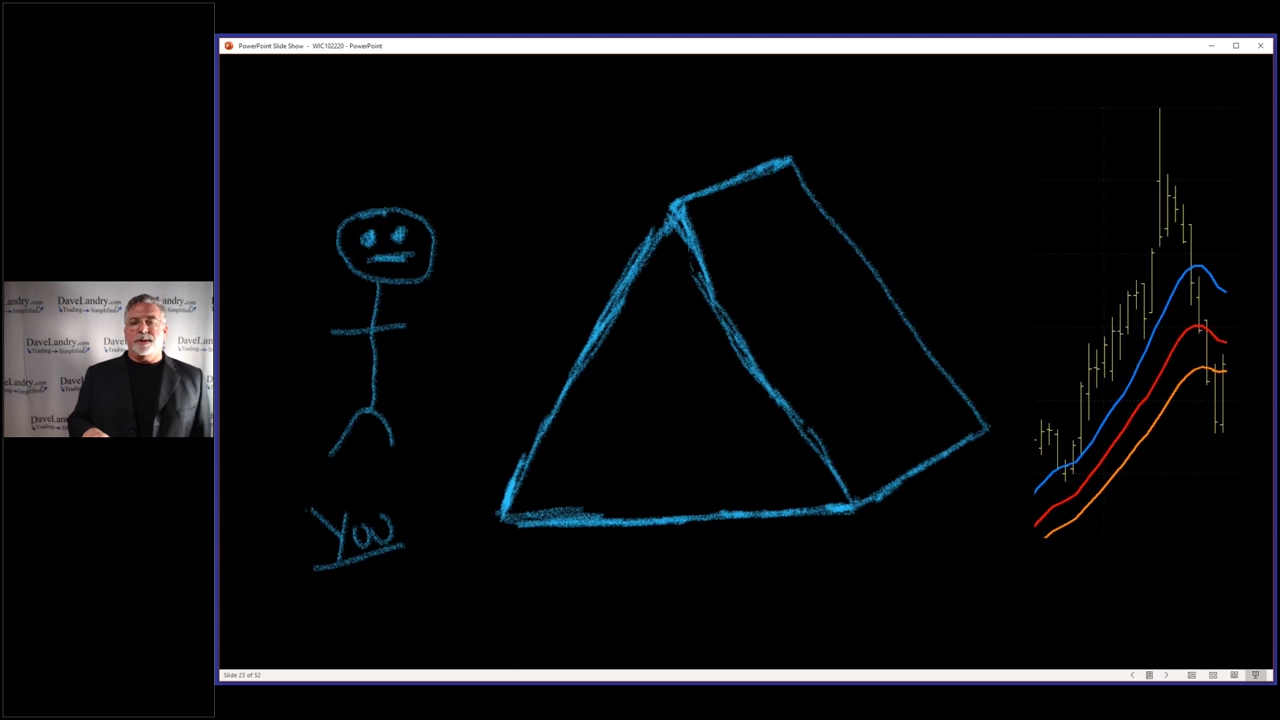 PowerPoint Slide Show - WIC102220 - PowerPoint
DaveLandry.com
Trading Simplified
You
Slide 23 of 52